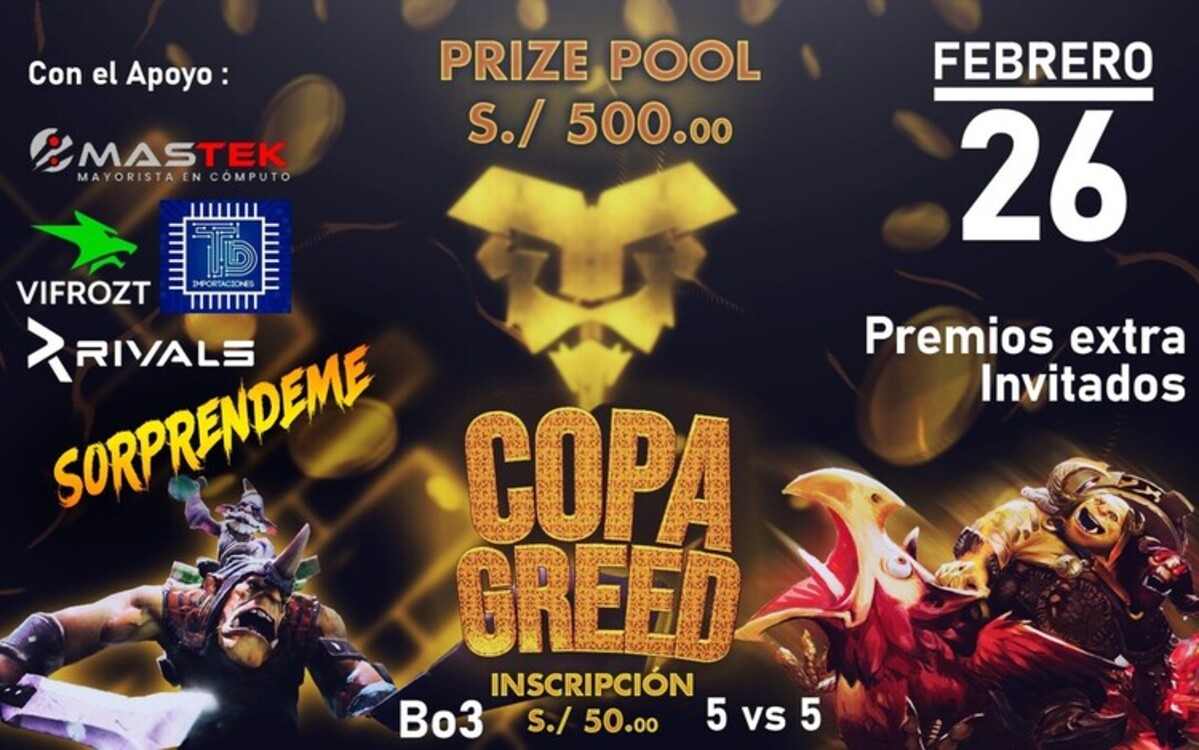 Con el Apoyo :
MASTEK
MAYORISTA EN CÓMPUTO
VIFROZT
TD
IMPORTACIONES
RIVALS
SORPRENDEME
PRIZE POOL
S./ 500.00
COPA
GREED
INSCRIPCIÓN
S./ 50.00
Bo3
5 vs 5
FEBRERO
26
Premios extra
Invitados